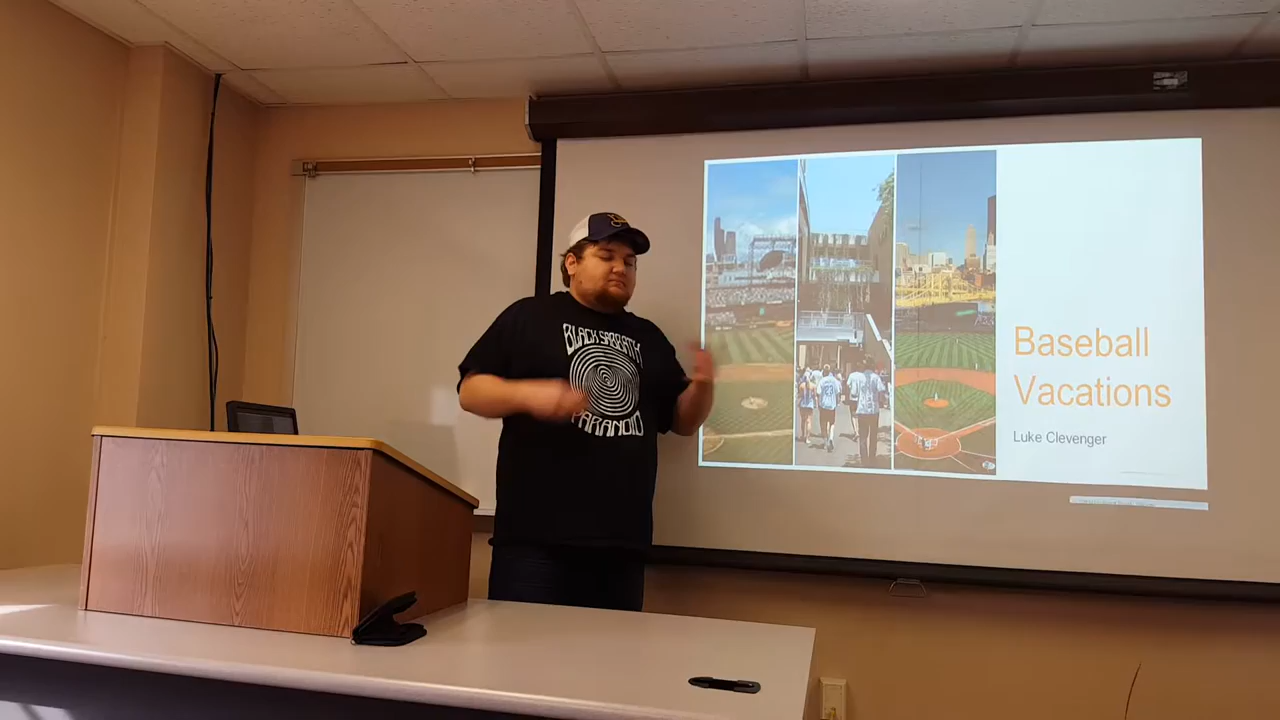 BLACK SABBATH
PARANOID
Baseball
Vacations
Luke Clevenger